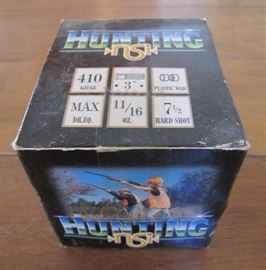 HUNTING
NSI
410
GAUGE
3"
PLASTIC WAD
MAX
DR.EQ.
11/16
OZ.
7½
HARD SHOT
HUNTING
NSI